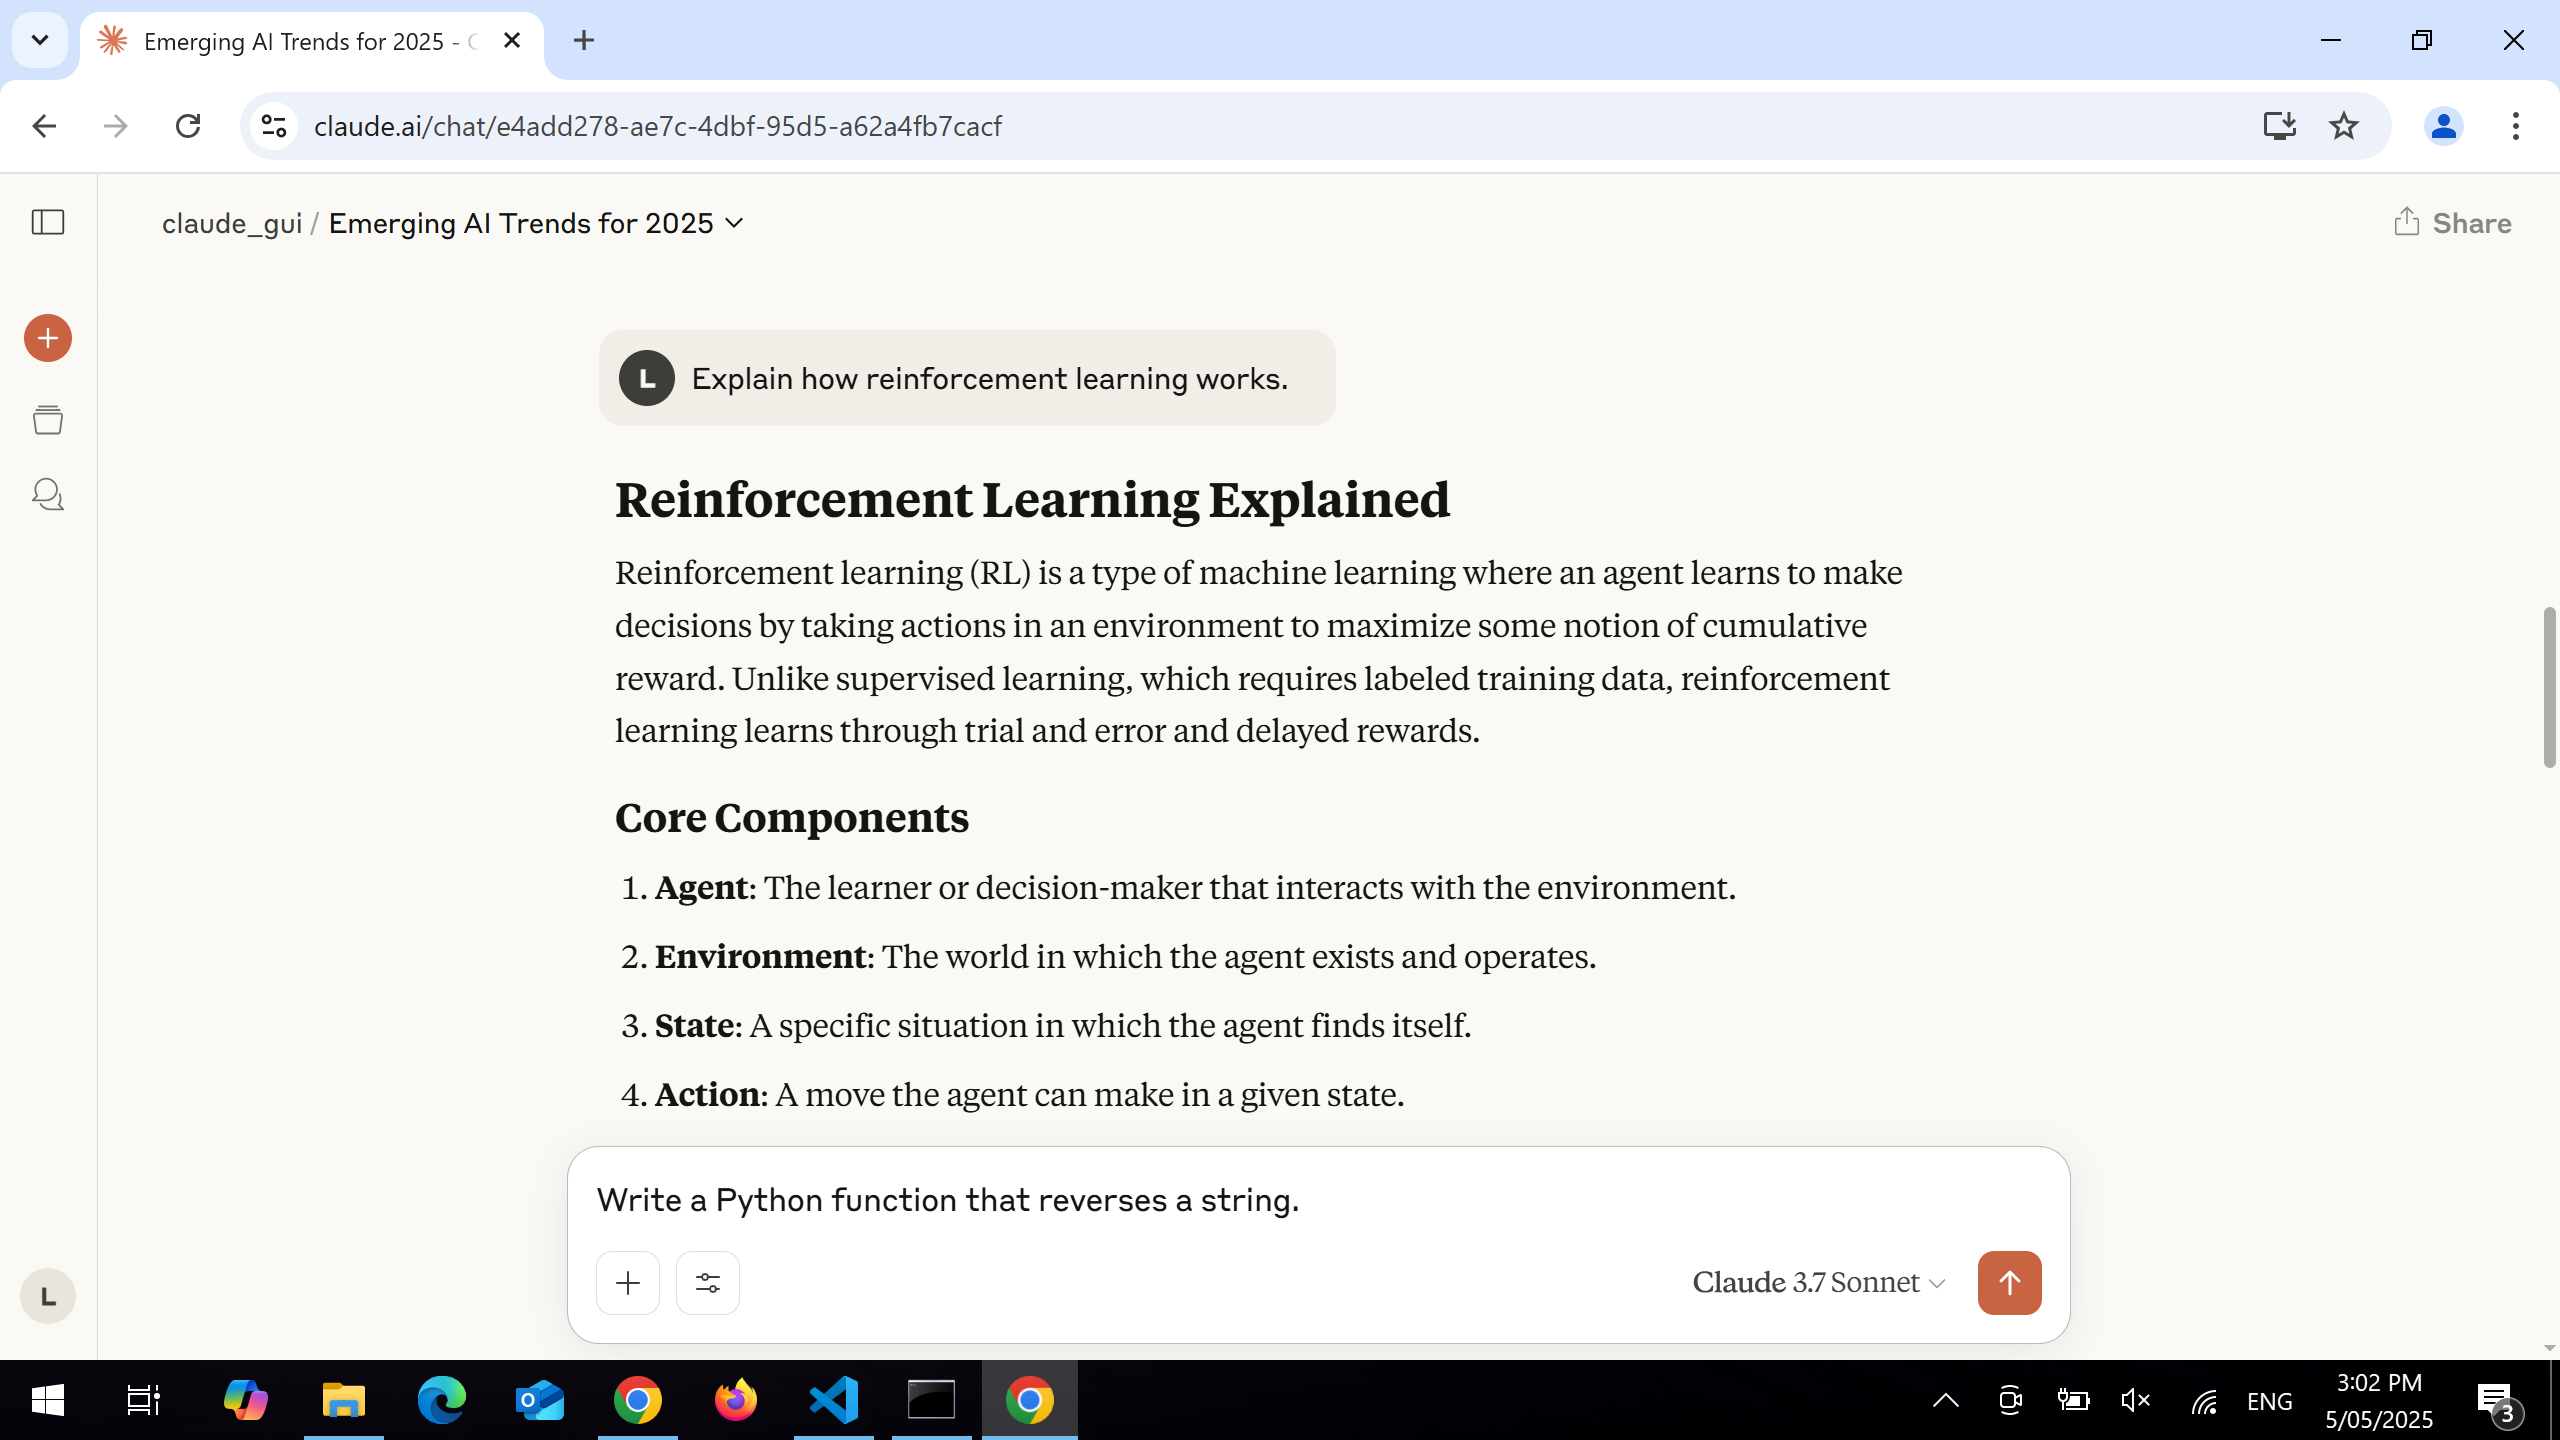 Emerging AI Trends for 2025 -
claude.ai/chat/e4add278-ae7c-4dbf-95d5-a62a4fb7cacf
claude_gui / Emerging AI Trends for 2025
Share
L
Explain how reinforcement learning works.
Reinforcement Learning Explained
Reinforcement learning (RL) is a type of machine learning where an agent learns to make
decisions by taking actions in an environment to maximize some notion of cumulative
reward. Unlike supervised learning, which requires labeled training data, reinforcement
learning learns through trial and error and delayed rewards.
Core Components
1. Agent: The learner or decision-maker that interacts with the environment.
2. Environment: The world in which the agent exists and operates.
3. State: A specific situation in which the agent finds itself.
4. Action: A move the agent can make in a given state.
Write a Python function that reverses a string.
Claude 3.7 Sonnet
L
ENG
3:02 PM
5/05/2025
3